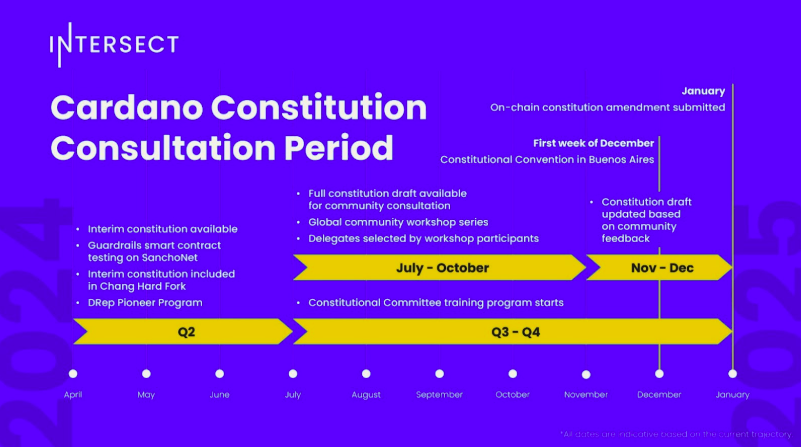 INTERSECT
Cardano Constitution
Consultation Period
January
On-chain constitution amendment submitted
First week of December
Constitutional Convention in Buenos Aires
• Full constitution draft available
for community consultation
• Global community workshop series
• Delegates selected by workshop participants
• Constitution draft
updated based
on community
feedback
• Interim constitution available
• Guardrails smart contract
testing on SanchoNet
• Interim constitution included
in Chang Hard Fork
• DRep Pioneer Program
July - October
Nov - Dec
• Constitutional Committee training program starts
Q2
Q3 - Q4
April
May
June
July
August
September
October
November
December
January
2024
2025
*All dates are indicative based on the current trajectory